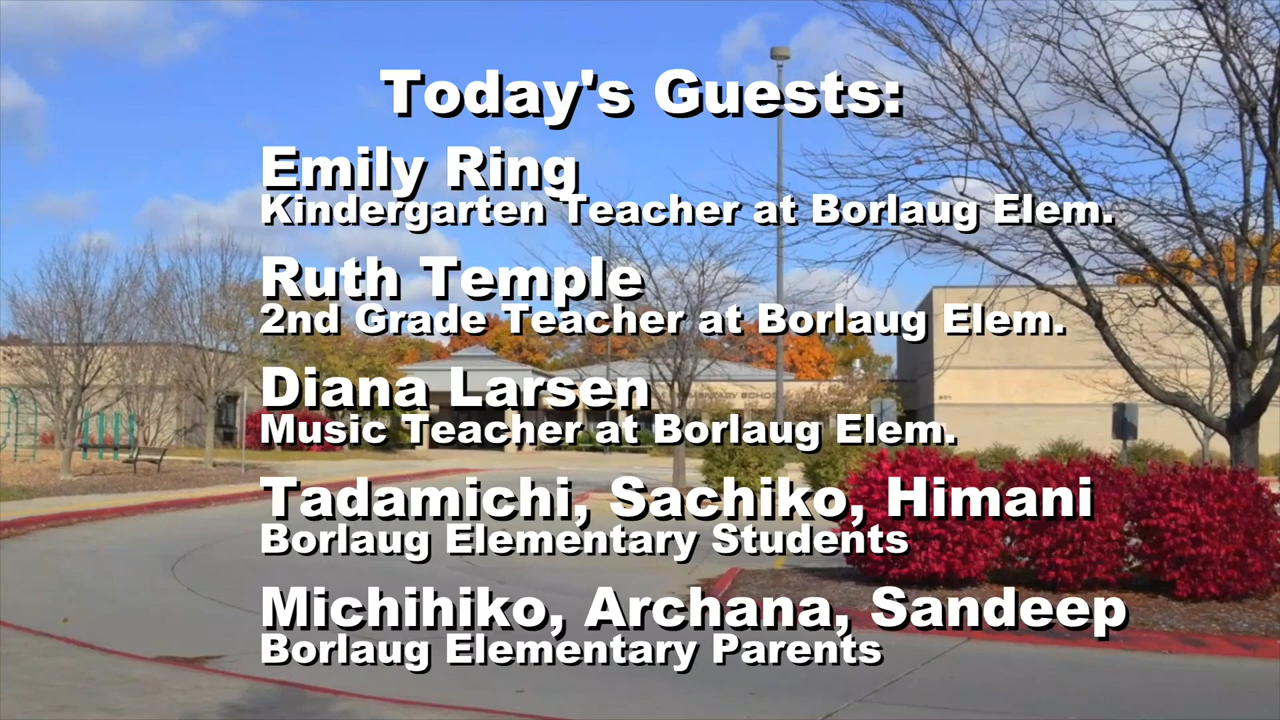 Today's Guests:
Emily Ring
Kindergarten Teacher at Borlaug Elem.
Ruth Temple
2nd Grade Teacher at Borlaug Elem.
Diana Larsen
Music Teacher at Borlaug Elem.
Tadamichi, Sachiko, Himani
Borlaug Elementary Students
Michihiko, Archana, Sandeep
Borlaug Elementary Parents